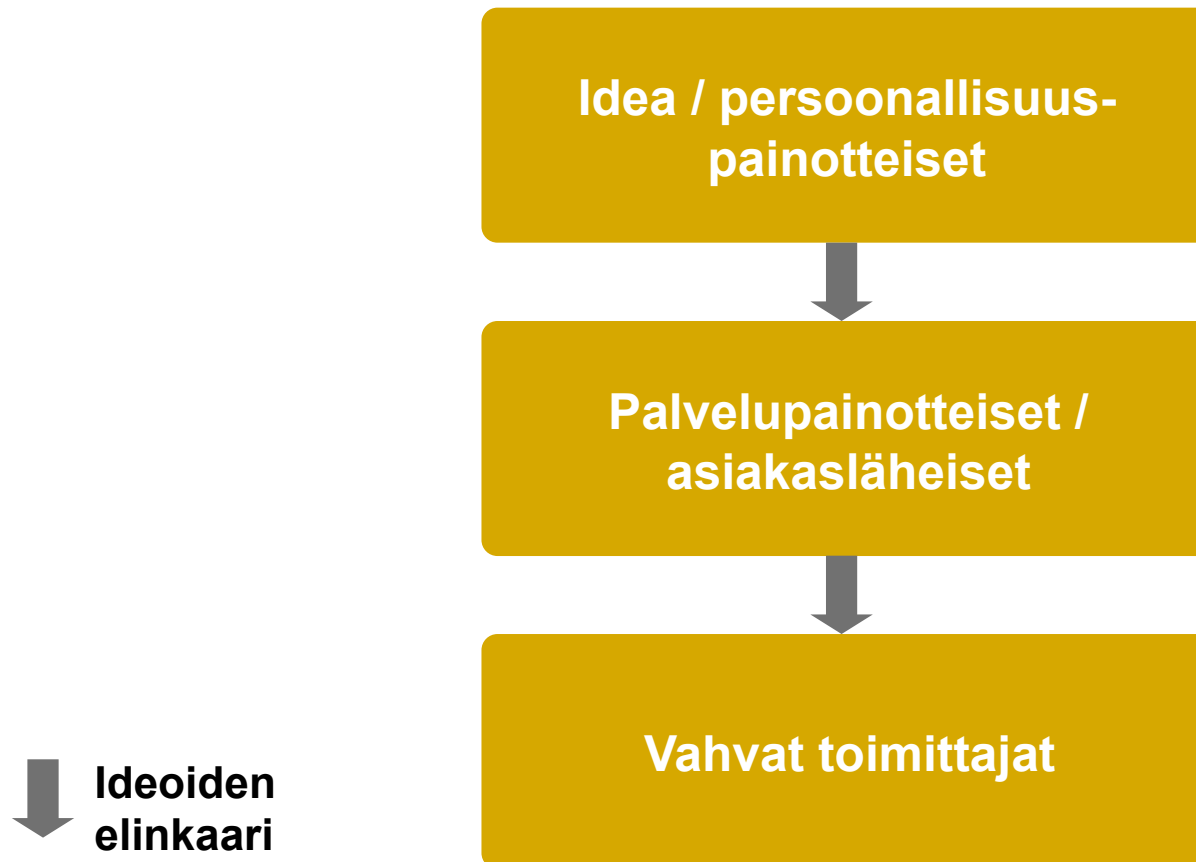 Idea / persoonallisuus-
painotteiset
Palvelupainotteiset /
asiakasläheiset
Vahvat toimittajat
Ideoiden
elinkaari